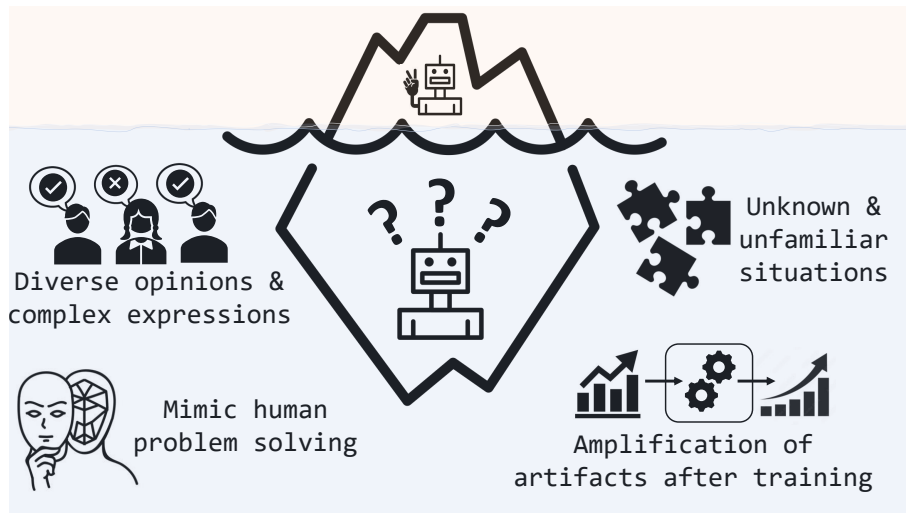 ? ? ?
Diverse opinions &
complex expressions
Unknown &
unfamiliar
situations
Mimic human
problem solving
Amplification of
artifacts after training